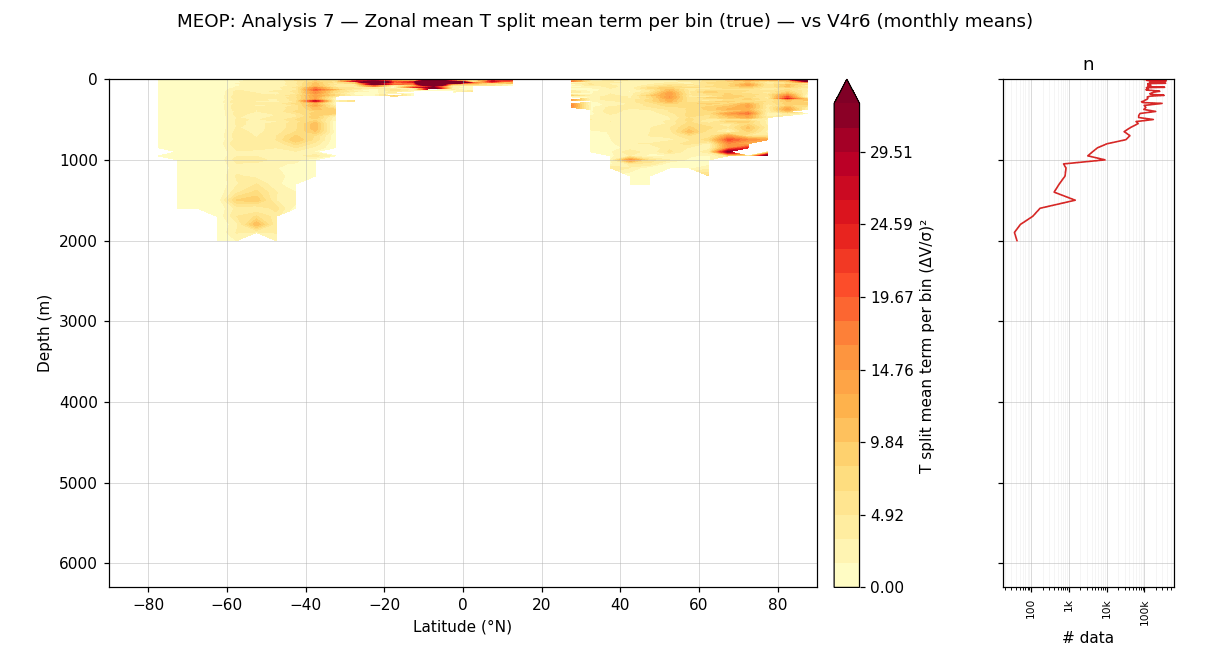 MEOP: Analysis 7 — Zonal mean T split mean term per bin (true) — vs V4r6 (monthly means)
n
0
1000
2000
3000
4000
5000
6000
Depth (m)
−80
−60
−40
−20
0
20
40
60
80
Latitude (°N)
29.51
24.59
19.67
14.76
9.84
4.92
0.00
T split mean term per bin (ΔV/σ)²
100
1k
10k
100k
# data